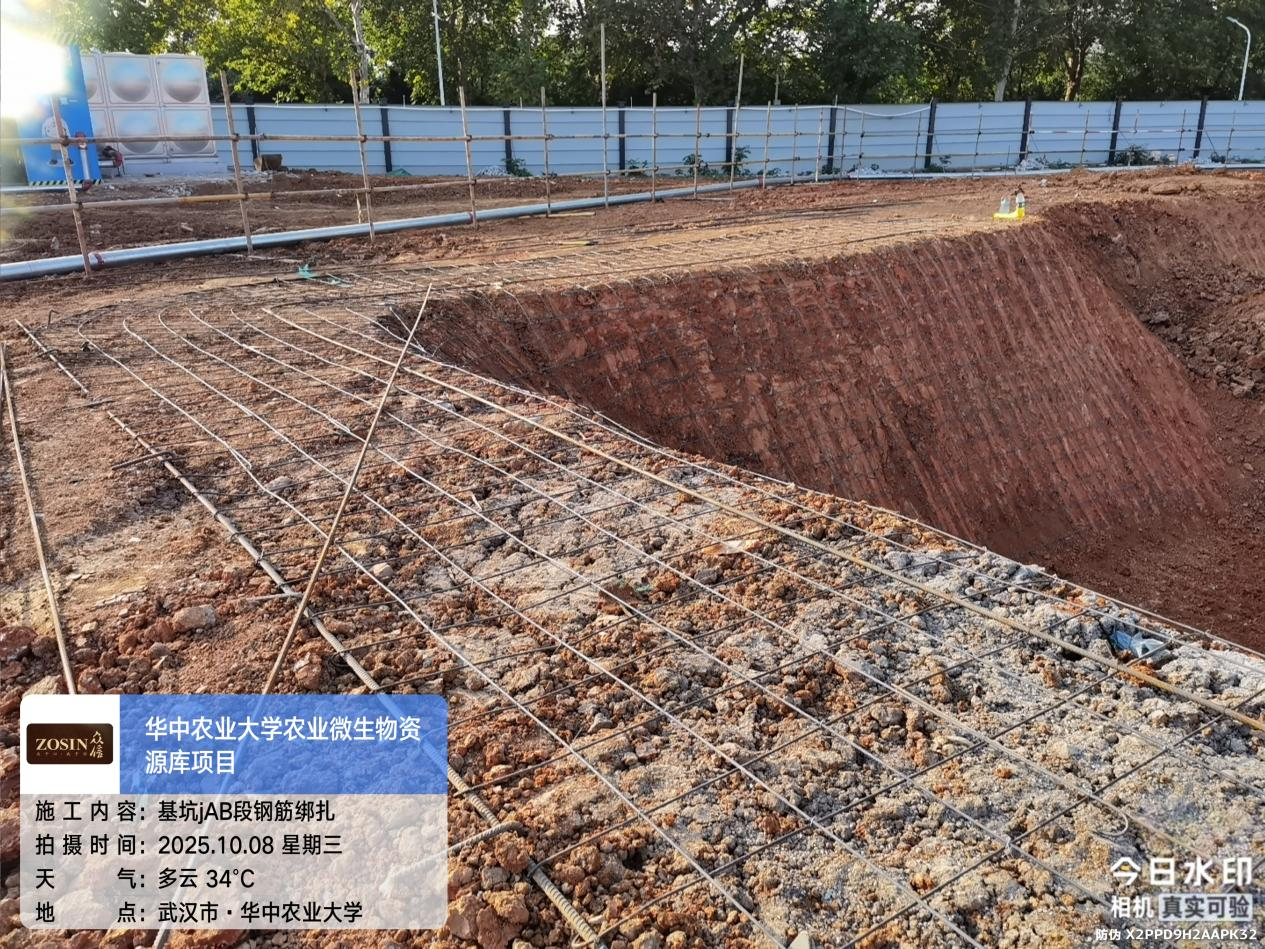 华中农业大学农业微生物资
源库项目
ZOSIN 众信
施工内容：基坑jAB段钢筋绑扎
拍摄时间：2025.10.08 星期三
天气：多云 34°C
地点：武汉市·华中农业大学
今日水印
相机 真实可验
防伪 X2PPD9H2AAPK32